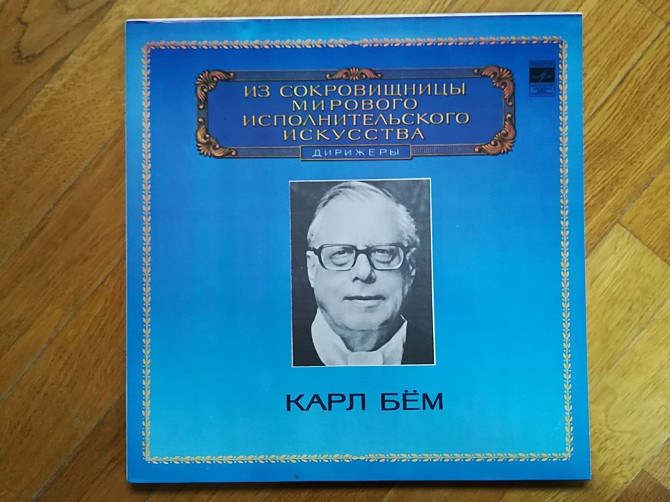 ИЗ СОКРОВИЩНИЦЫ
МИРОВОГО
ИСПОЛНИТЕЛЬСКОГО
ИСКУССТВА
ДИРИЖЕРЫ
КАРЛ БЁМ